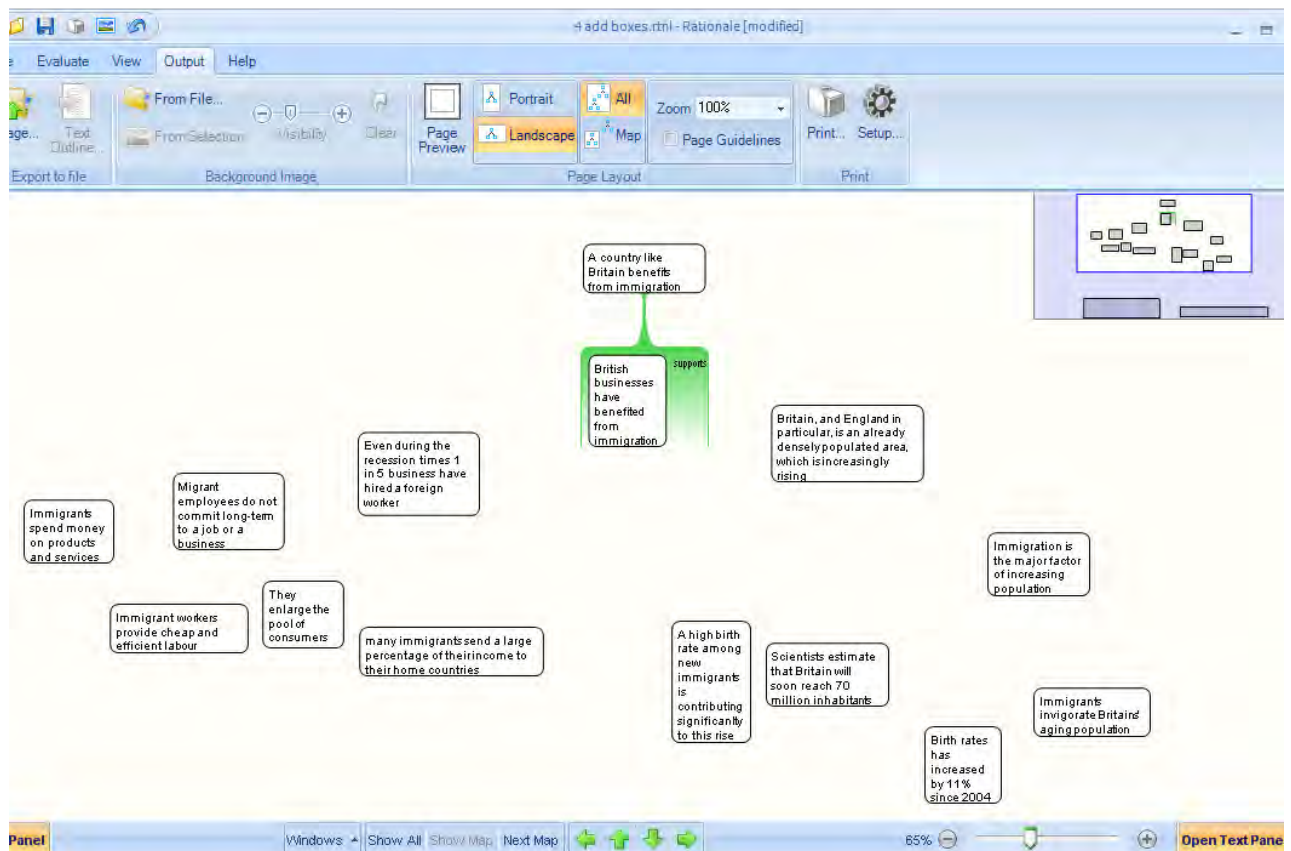 4 add boxes.rtnl - Rationale [modified]
Evaluate View Output Help
Text
Outline...
Export to file
From File...
From Selection
Visibility
Clear
Background Image
Page
Preview
Portrait
Landscape
All
Map
Zoom 100%
Page Guidelines
Page Layout
Print... Setup...
Print
A country like
Britain benefits
from immigration
supports
British
businesses
have
benefited
from
immigration
Britain, and England in
particular, is an already
densely populated area,
which is increasingly
rising
Even during the
recession times 1
in 5 business have
hired a foreign
worker
Migrant
employees do not
commit long-term
to a job or a
business
Immigrants
spend money
on products
and services
Immigration is
the major factor
of increasing
population
They
enlarge the
pool of
consumers
Immigrant workers
provide cheap and
efficient labour
many immigrants send a large
percentage of their income to
their home countries
A high birth
rate among
new
immigrants
is
contributing
significantly
to this rise
Scientists estimate
that Britain will
soon reach 70
million inhabitants
Immigrants
invigorate Britains'
aging population
Birth rates
has
increased
by 11%
since 2004
Panel
Windows Show All Show Map Next Map
65%
Open Text Pane